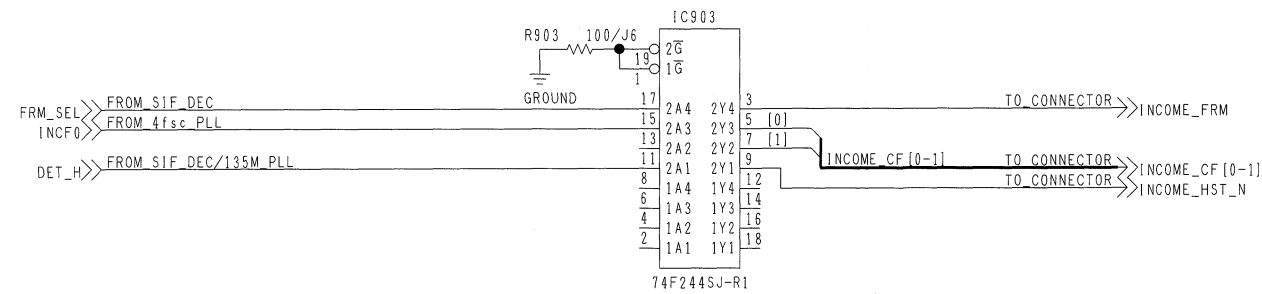 IC903
R903 100/J6
19 2G̅
1 1G̅
GROUND
FRM_SEL FROM_SIF_DEC 17 2A4 2Y4 3 TO_CONNECTOR INCOME_FRM
INCF0 FROM_4fsc_PLL 15 2A3 2Y3 5 [0]
13 2A2 2Y2 7 [1]
DET_H FROM_SIF_DEC/135M_PLL 11 2A1 2Y1 9 INCOME_CF[0-1] TO_CONNECTOR INCOME_CF[0-1]
8 1A4 1Y4 12 TO_CONNECTOR INCOME_HST_N
6 1A3 1Y3 14
4 1A2 1Y2 16
2 1A1 1Y1 18
74F244SJ-R1